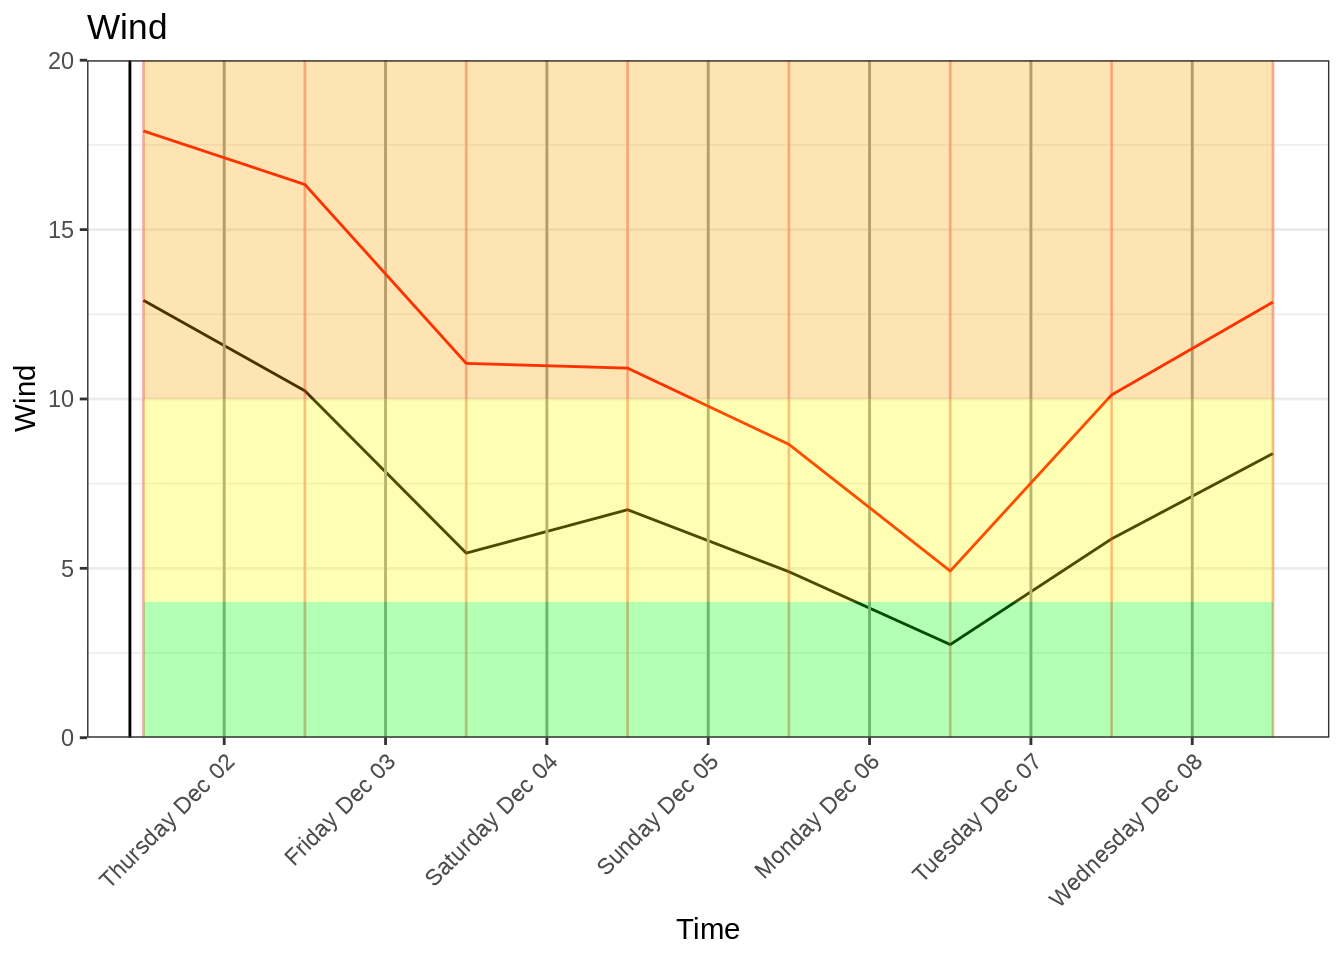 Wind
20
15
10
5
0
Wind
Thursday Dec 02
Friday Dec 03
Saturday Dec 04
Sunday Dec 05
Monday Dec 06
Tuesday Dec 07
Wednesday Dec 08
Time